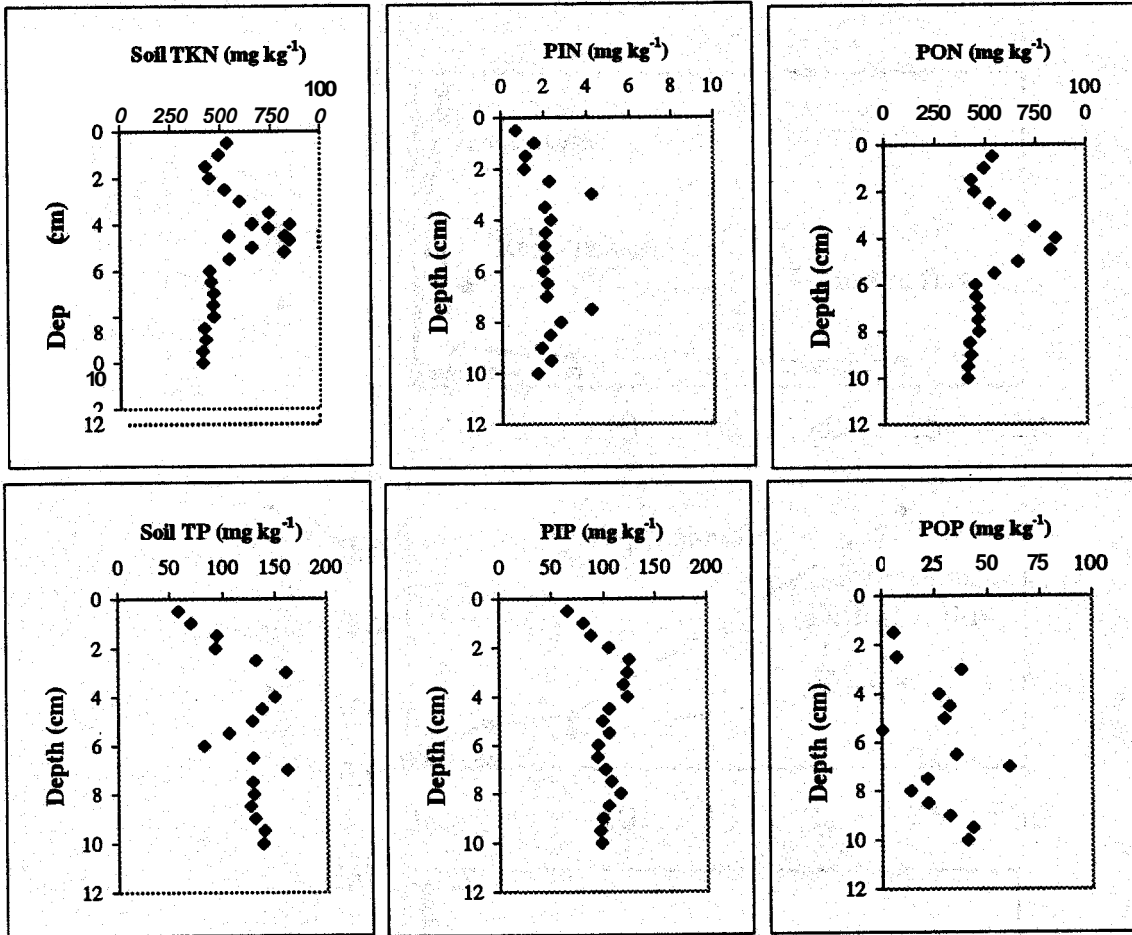 Soil TKN (mg kg-1)
100
0 250 500 750 0
0
2
4
6
8
0
10
2
12
Dep (cm)
PIN (mg kg-1)
0 2 4 6 8 10
0
2
4
6
8
10
12
Depth (cm)
PON (mg kg-1)
100
0 250 500 750 0
0
2
4
6
8
10
12
Depth (cm)
Soil TP (mg kg-1)
0 50 100 150 200
0
2
4
6
8
10
12
Depth (cm)
PIP (mg kg-1)
0 50 100 150 200
0
2
4
6
8
10
12
Depth (cm)
POP (mg kg-1)
0 25 50 75 100
0
2
4
6
8
10
12
Depth (cm)